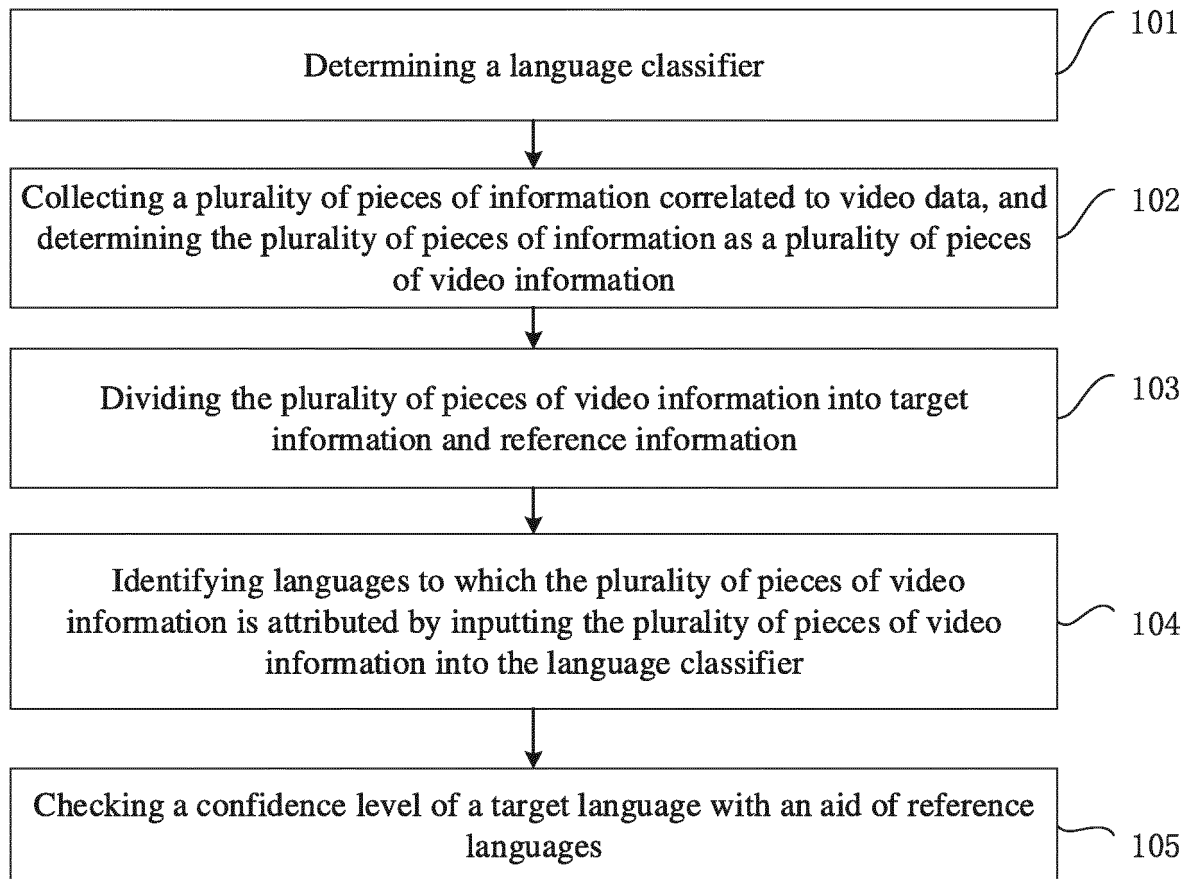 Determining a language classifier
101
Collecting a plurality of pieces of information correlated to video data, and
determining the plurality of pieces of information as a plurality of pieces
of video information
102
Dividing the plurality of pieces of video information into target
information and reference information
103
Identifying languages to which the plurality of pieces of video
information is attributed by inputting the plurality of pieces of video
information into the language classifier
104
Checking a confidence level of a target language with an aid of reference
languages
105